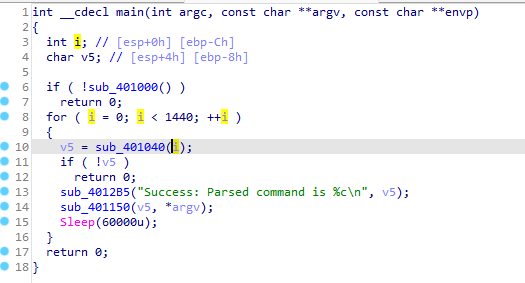 1 int __cdecl main(int argc, const char **argv, const char **envp)
2 {
3 int i; // [esp+0h] [ebp-Ch]
4 char v5; // [esp+4h] [ebp-8h]
5
6 if ( !sub_401000() )
7 return 0;
8 for ( i = 0; i < 1440; ++i )
9 {
10 v5 = sub_401040(i);
11 if ( !v5 )
12 return 0;
13 sub_4012B5("Success: Parsed command is %c\n", v5);
14 sub_401150(v5, *argv);
15 Sleep(60000u);
16 }
17 return 0;
18 }